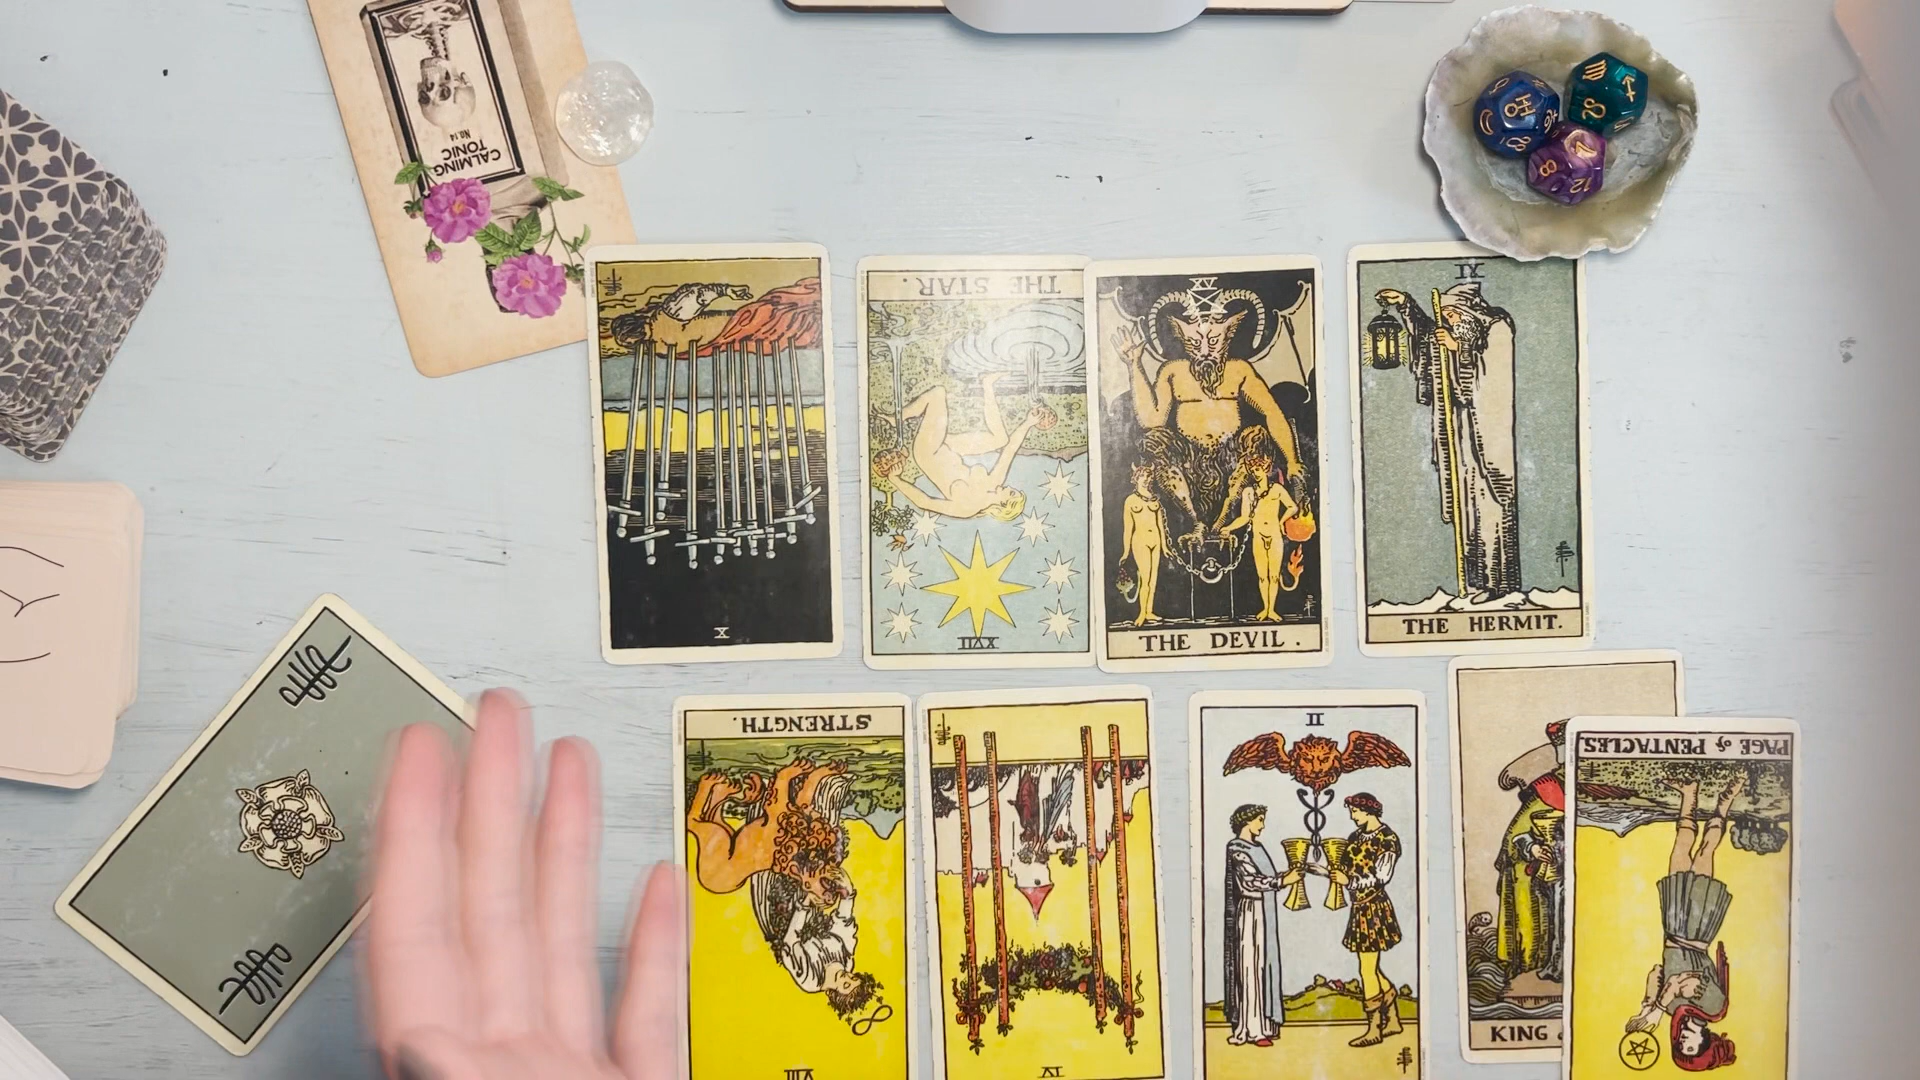 CALMING
TONIC
No.14
X
THE STAR.
XVII
XV
THE DEVIL.
IX
THE HERMIT.
STRENGTH.
VIII
IV
II
KING
PAGE of PENTACLES.
12